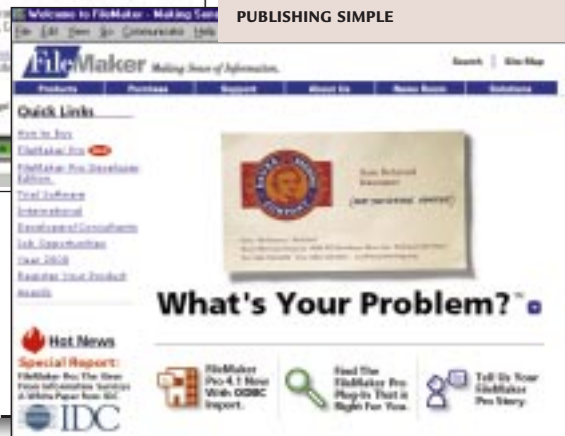 PUBLISHING SIMPLE
Welcome to FileMaker - Making Sense
File Edit View Go Communicator Help
FileMaker Making Sense of Information.
Search | Site Map
Products Purchase Support About Us News Room Solutions
Quick Links
How to Buy
FileMaker Pro
FileMaker Pro Developer
Edition
Trial Software
International
Developers/Consultants
Job Opportunities
Year 2000
Register Your Product
Awards
What's Your Problem?™
Hot News
Special Report:
FileMaker Pro: The View
From Information Services
A White Paper from IDC
IDC
FileMaker
Pro 4.1 Now
With ODBC
Import.
Find The
FileMaker Pro
Plug-In That is
Right For You.
Tell Us Your
FileMaker
Pro Story.